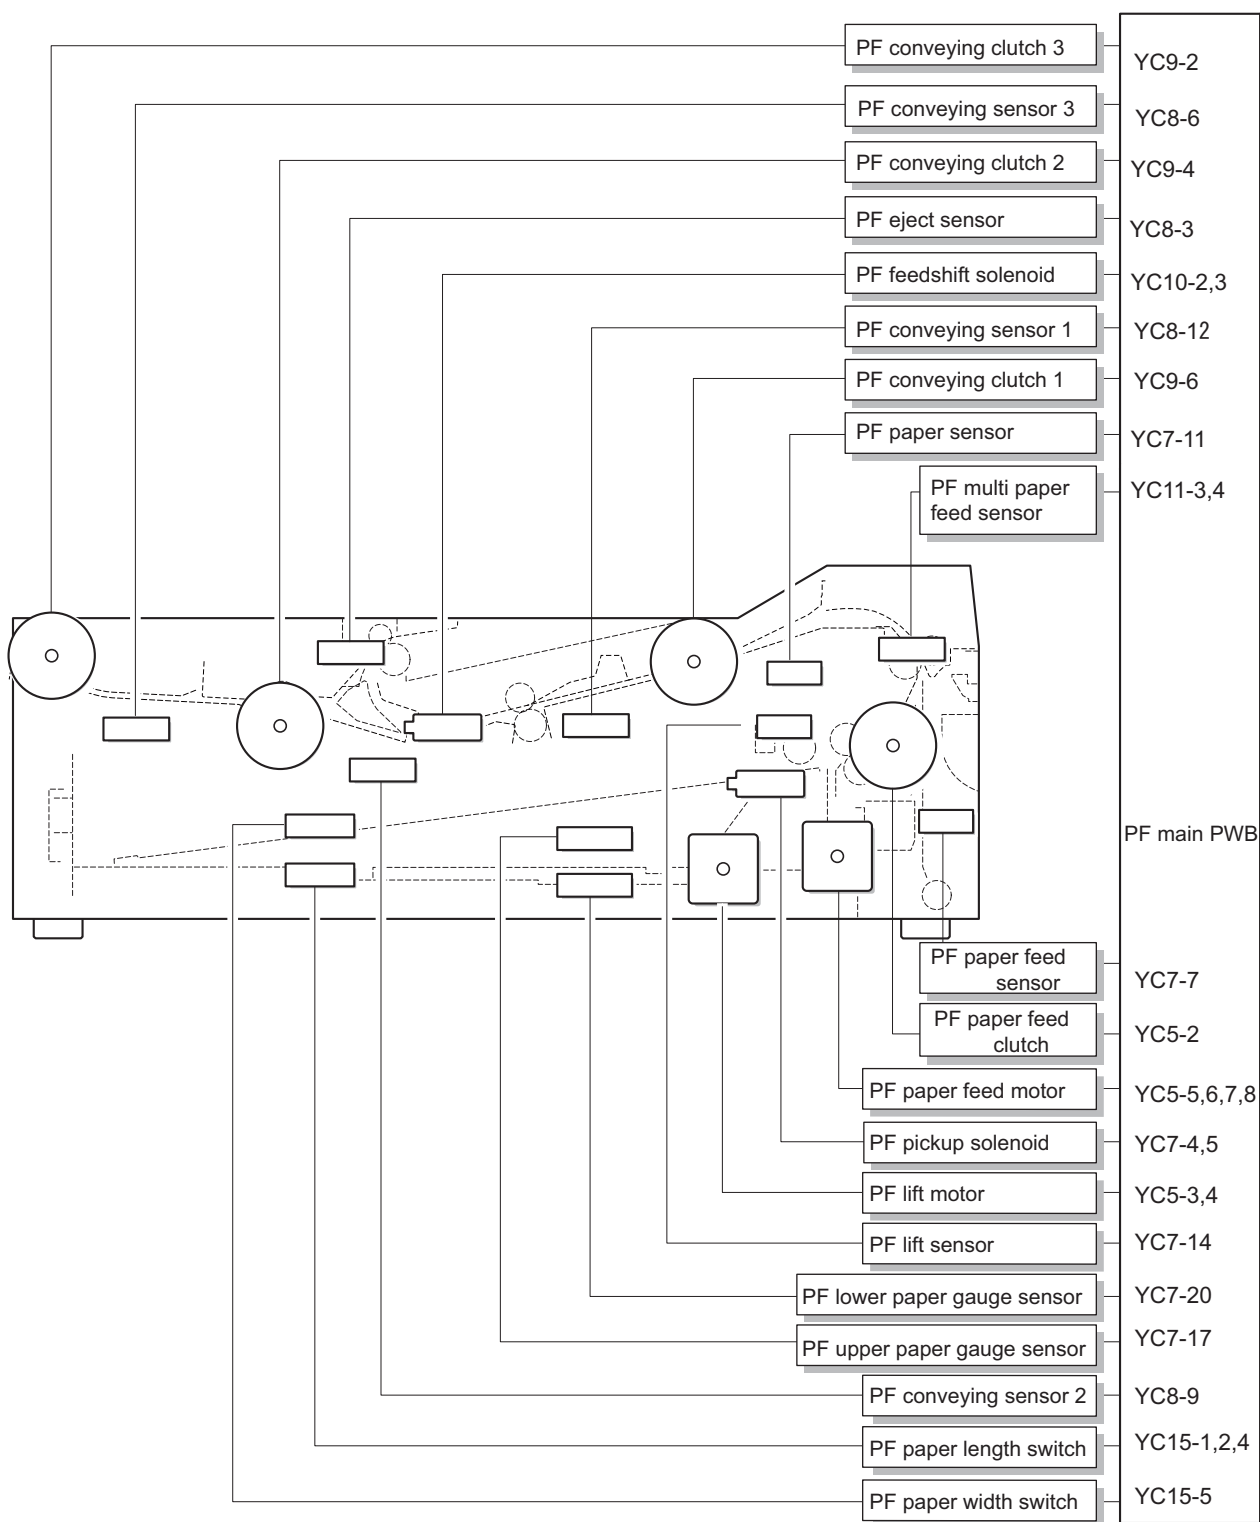 PF conveying clutch 3
YC9-2
PF conveying sensor 3
YC8-6
PF conveying clutch 2
YC9-4
PF eject sensor
YC8-3
PF feedshift solenoid
YC10-2,3
PF conveying sensor 1
YC8-12
PF conveying clutch 1
YC9-6
PF paper sensor
YC7-11
PF multi paper
feed sensor
YC11-3,4
PF main PWB
PF paper feed
sensor
YC7-7
PF paper feed
clutch
YC5-2
PF paper feed motor
YC5-5,6,7,8
PF pickup solenoid
YC7-4,5
PF lift motor
YC5-3,4
PF lift sensor
YC7-14
PF lower paper gauge sensor
YC7-20
PF upper paper gauge sensor
YC7-17
PF conveying sensor 2
YC8-9
PF paper length switch
YC15-1,2,4
PF paper width switch
YC15-5